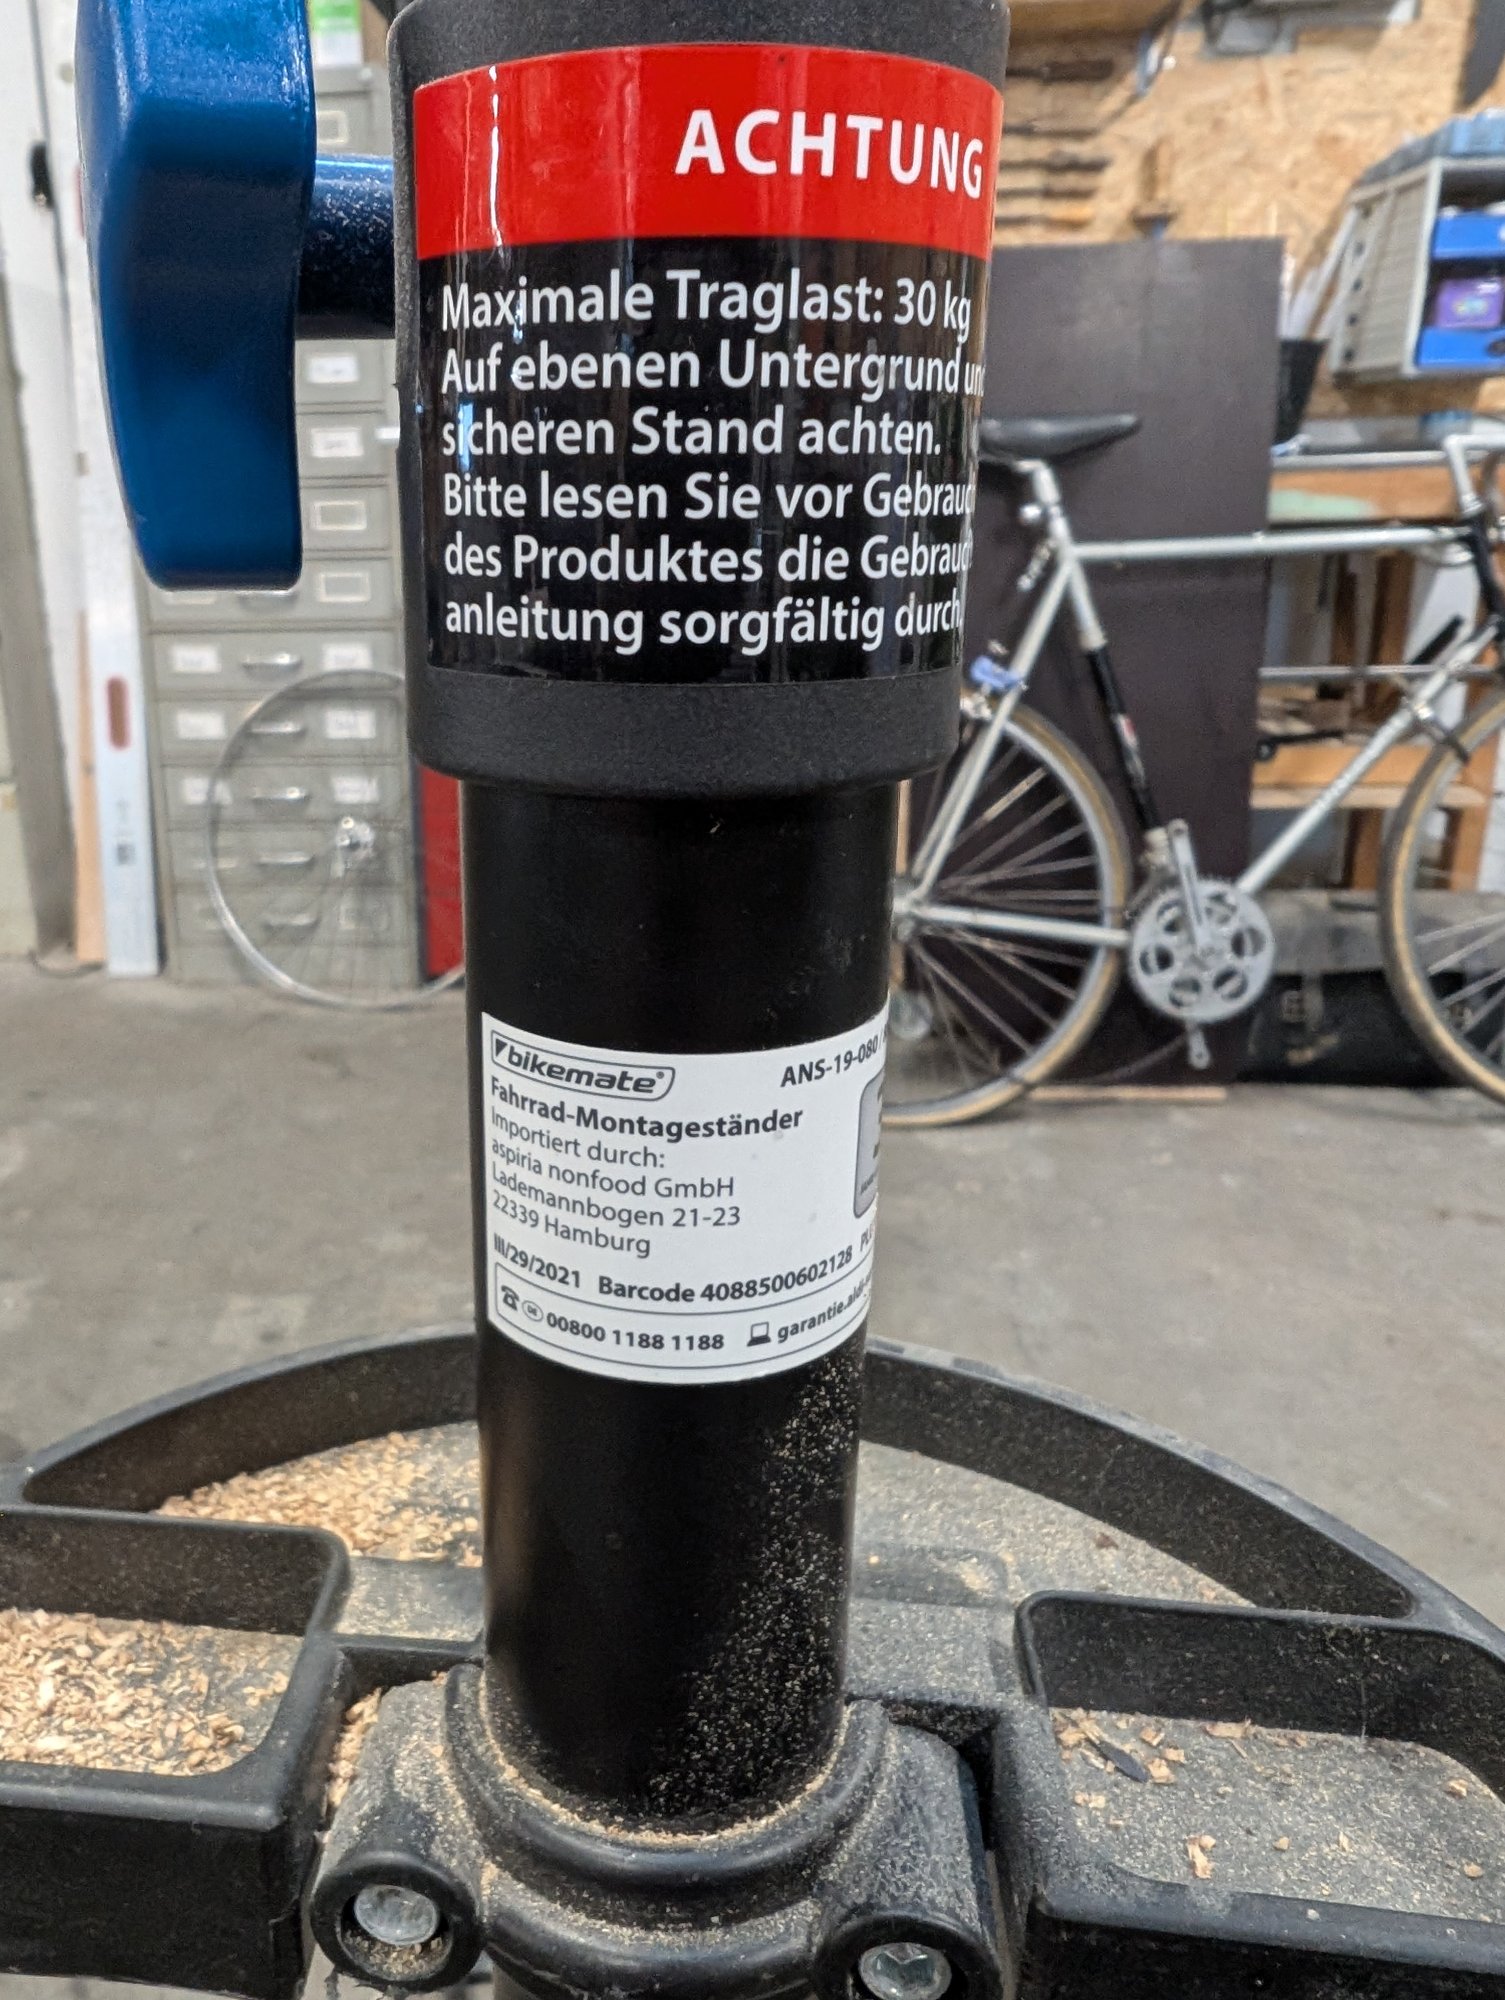 ACHTUNG
Maximale Traglast: 30 kg
Auf ebenen Untergrund
sicheren Stand achten.
Bitte lesen Sie vor
des Produktes die
anleitung sorgfältig durch.
bikemate®
ANS-19-080 /
Fahrrad-Montageständer
Importiert durch:
aspiria nonfood GmbH
Lademannbogen 21-23
22339 Hamburg
III/29/2021 Barcode 4088500602128
DE 00800 1188 1188